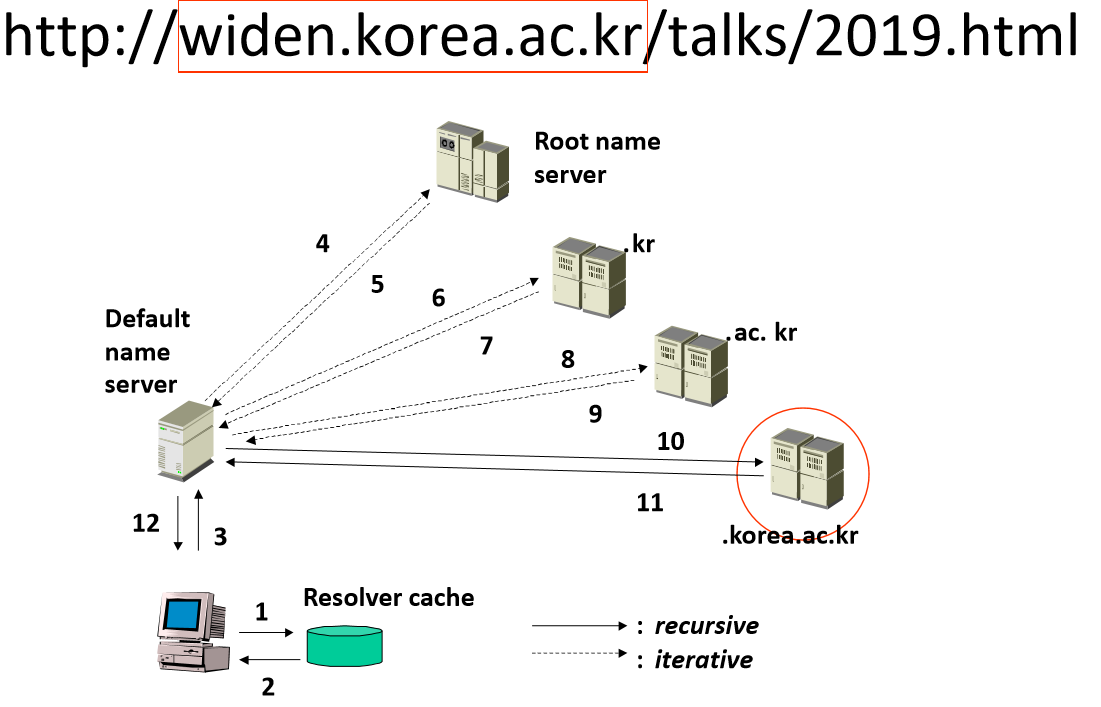 http://widen.korea.ac.kr/talks/2019.html
Root name
server
4
.kr
5
6
Default
name
server
7
.ac. kr
8
9
10
11
12
3
.korea.ac.kr
Resolver cache
1
2
: recursive
: iterative